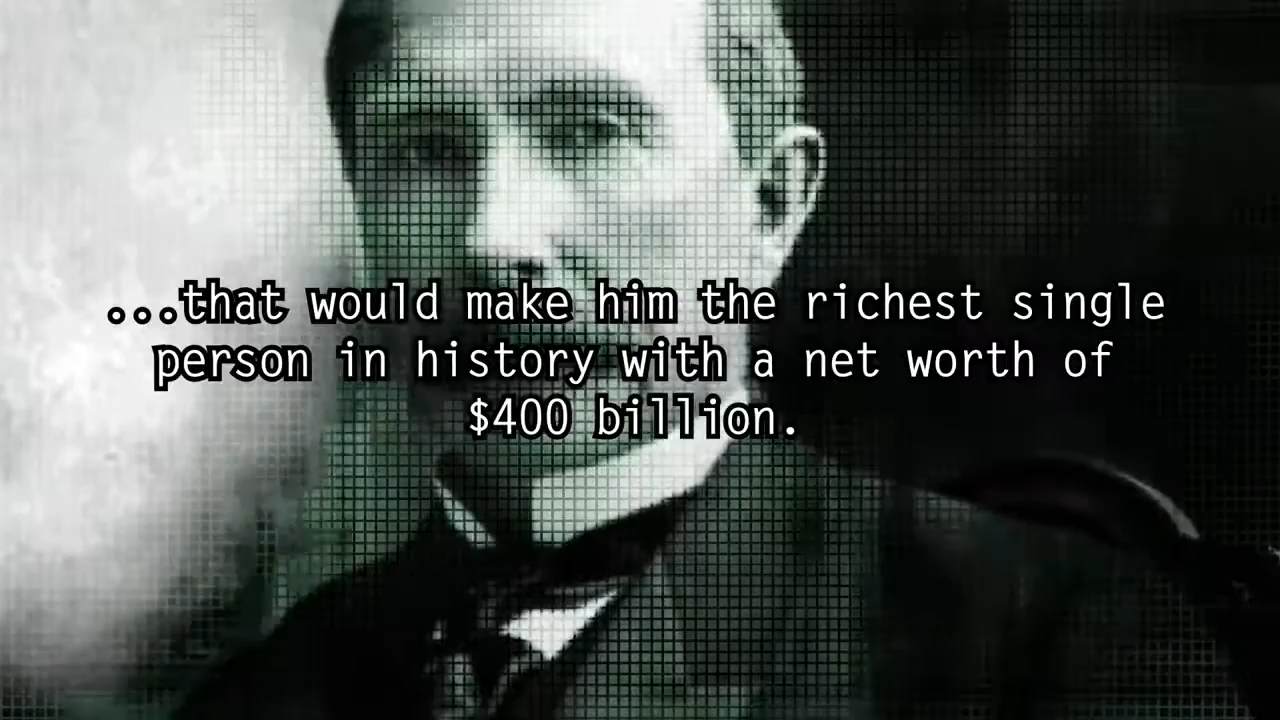 ...that would make him the richest single
person in history with a net worth of
$400 billion.